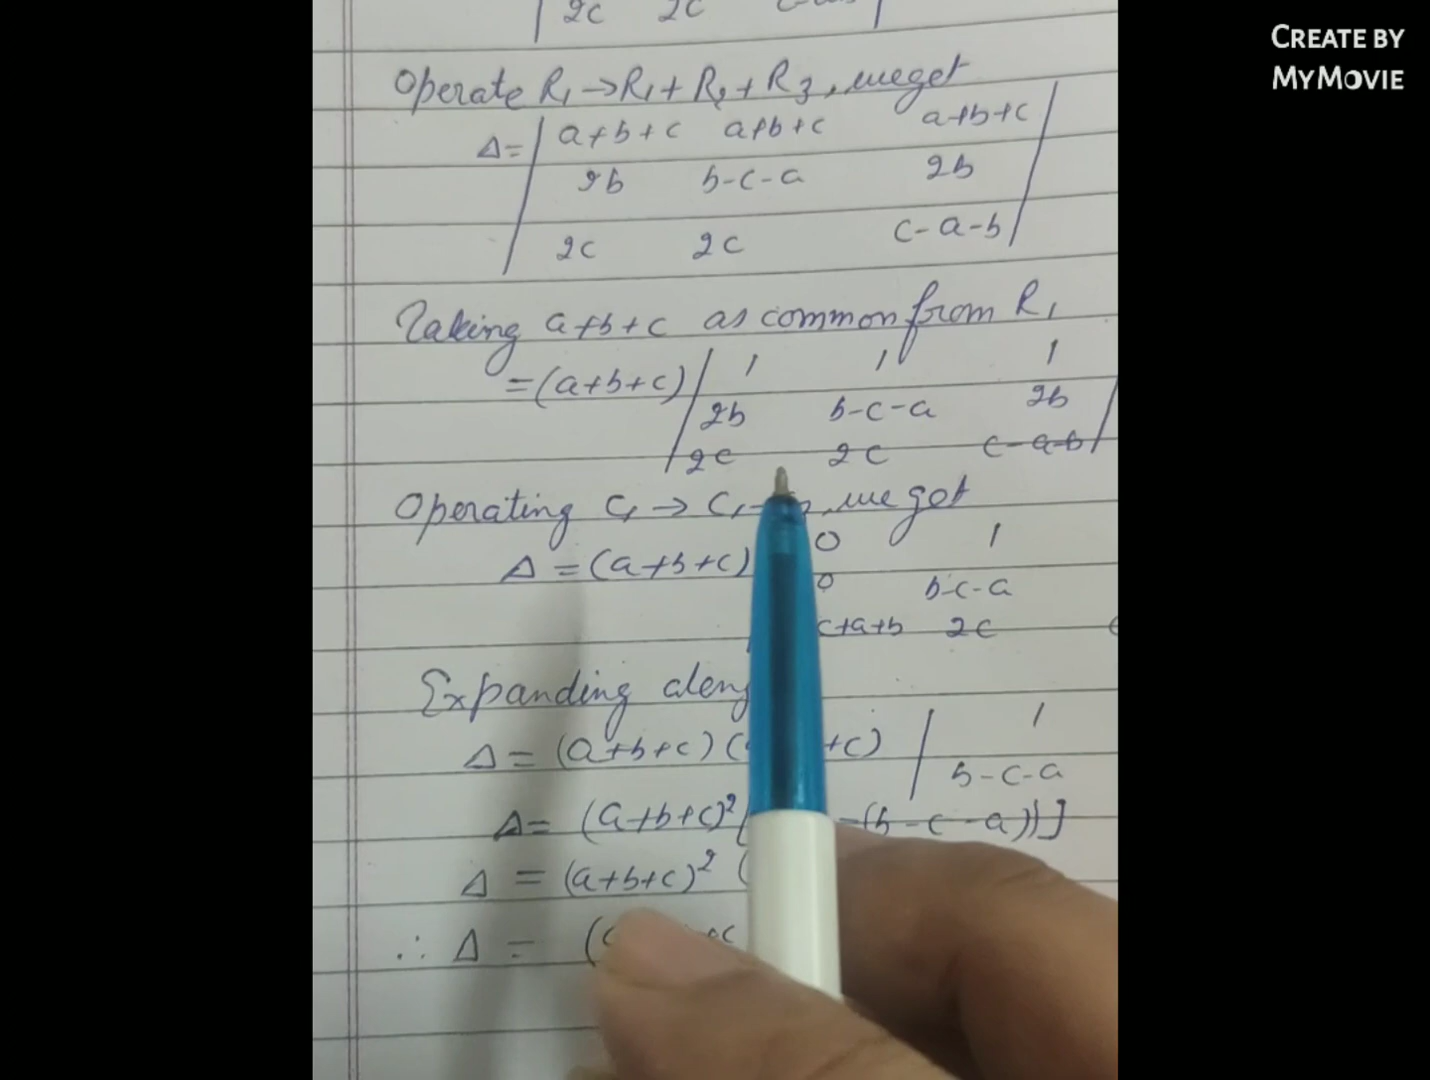 2c 2c
Operate R₁→R₁+R₂+R₃, we get
Δ= | a+b+c a+b+c a+b+c |
2b b-c-a 2b
2c 2c c-a-b
Taking a+b+c as common from R₁
=(a+b+c) | 1 1 1 |
2b b-c-a 2b
2c 2c c-a-b
Operating C₁→C₁- , we get
Δ=(a+b+c) 0 1
0 b-c-a
c+a+b 2c
Expanding along
Δ= (a+b+c) ( +c) | 1
b-c-a
Δ= (a+b+c)²[ -(b-c-a))]
Δ = (a+b+c)² (
∴ Δ = (
CREATE BY
MYMOVIE